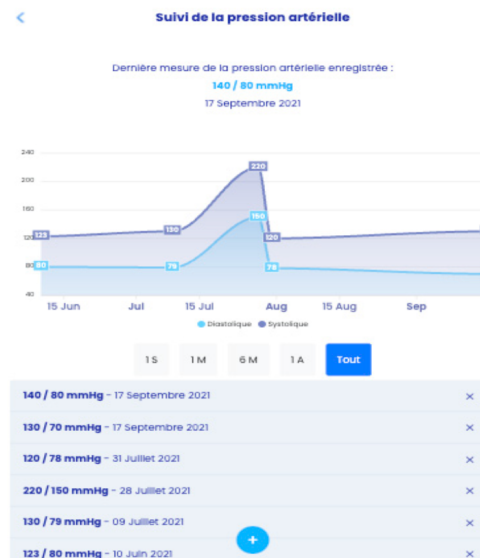 Suivi de la pression artérielle
Dernière mesure de la pression artérielle enregistrée :
140 / 80 mmHg
17 Septembre 2021
240
220
200
160
150
130
123
120
120
80
80
79
78
40
15 Jun Jul 15 Jul Aug 15 Aug Sep
Diastolique Systolique
1 S 1 M 6 M 1 A Tout
140 / 80 mmHg - 17 Septembre 2021
130 / 70 mmHg - 17 Septembre 2021
120 / 78 mmHg - 31 Juillet 2021
220 / 150 mmHg - 28 Juillet 2021
130 / 79 mmHg - 09 Juillet 2021
123 / 80 mmHg - 10 Juin 2021